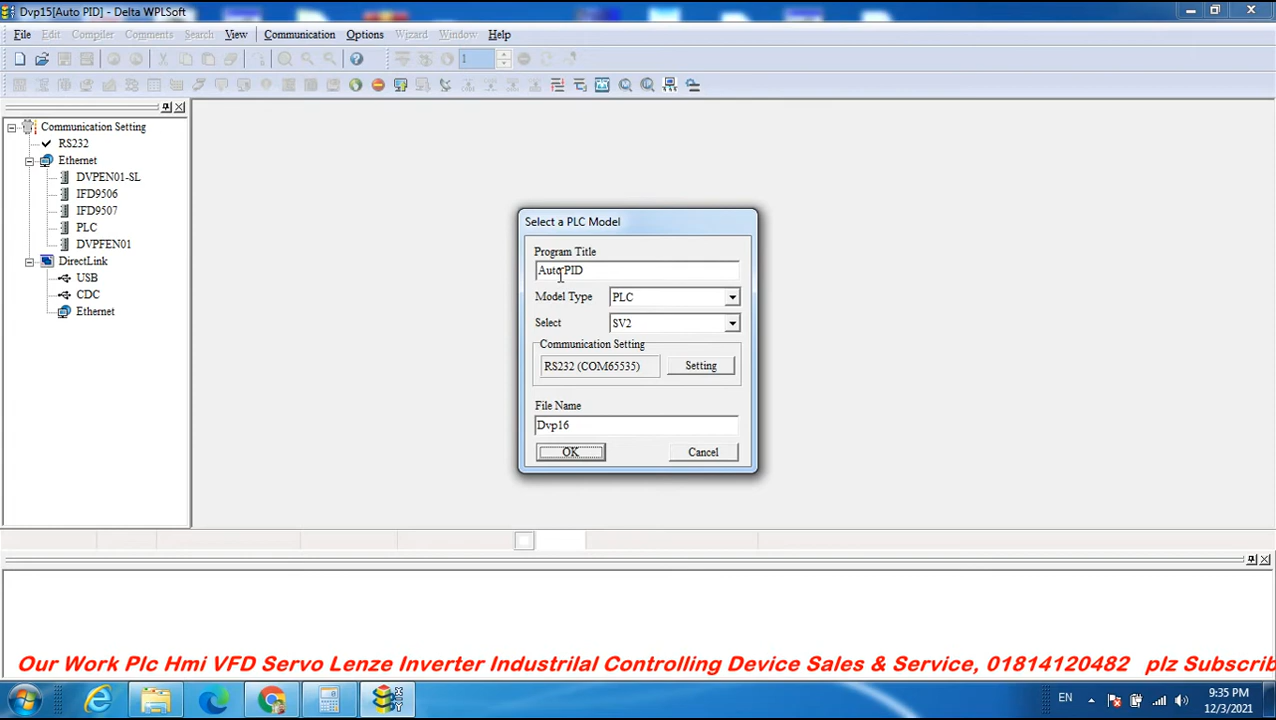 Dvp15[Auto PID] - Delta WPLSoft
File Edit Compiler Comments Search View Communication Options Wizard Window Help
1
Communication Setting
RS232
Ethernet
DVPEN01-SL
IFD9506
IFD9507
PLC
DVPFEN01
DirectLink
USB
CDC
Ethernet
Select a PLC Model
Program Title
Auto PID
Model Type PLC
Select SV2
Communication Setting
RS232 (COM65535) Setting
File Name
Dvp16
OK Cancel
Our Work Plc Hmi VFD Servo Lenze Inverter Industrilal Controlling Device Sales & Service, 01814120482 plz Subscrib
EN 9:35 PM
12/3/2021